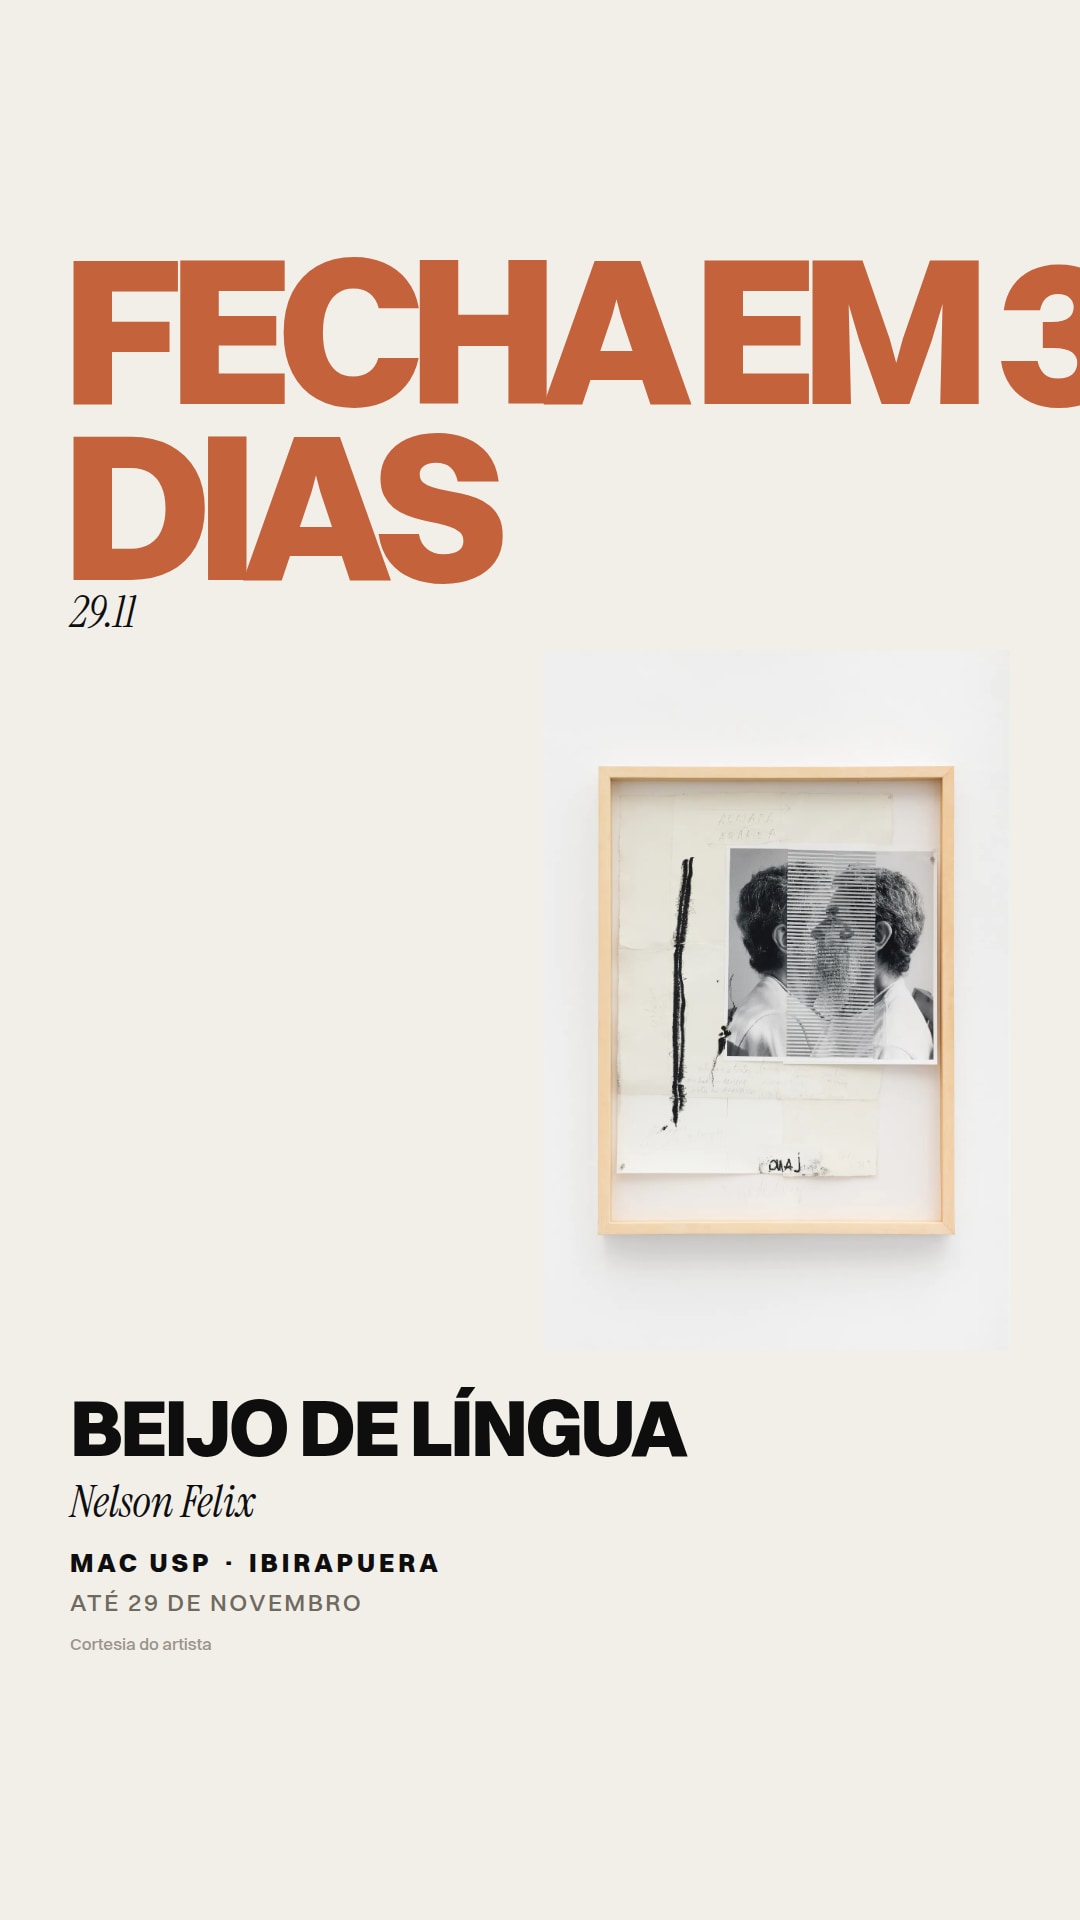 FECHA EM 3
DIAS
29.11
BEIJO DE LÍNGUA
Nelson Felix
MAC USP · IBIRAPUERA
ATÉ 29 DE NOVEMBRO
Cortesia do artista